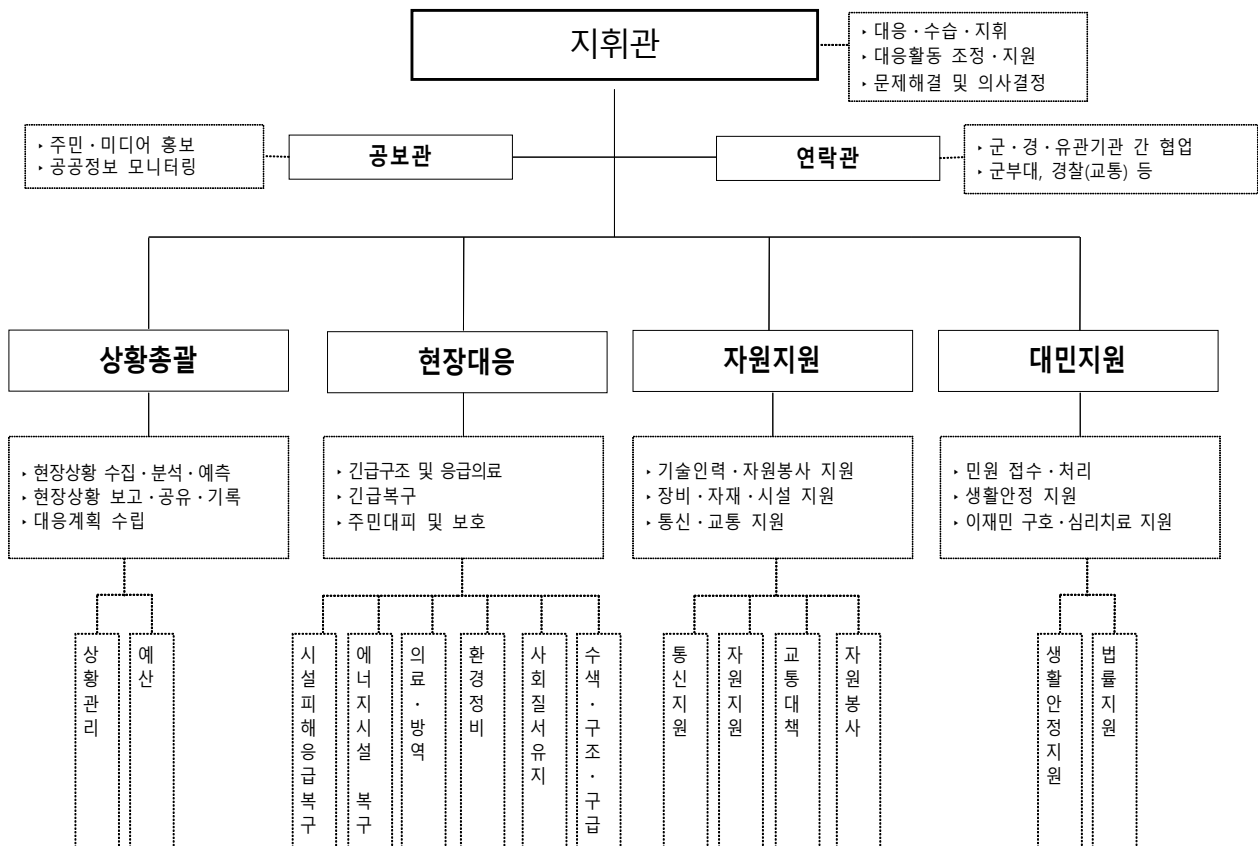 지휘관
‣ 대응·수습·지휘
‣ 대응활동 조정·지원
‣ 문제해결 및 의사결정
‣ 주민·미디어 홍보
‣ 공공정보 모니터링
공보관
연락관
‣ 군·경·유관기관 간 협업
‣ 군부대, 경찰(교통) 등
상황총괄
현장대응
자원지원
대민지원
‣ 현장상황 수집·분석·예측
‣ 현장상황 보고·공유·기록
‣ 대응계획 수립
‣ 긴급구조 및 응급의료
‣ 긴급복구
‣ 주민대피 및 보호
‣ 기술인력·자원봉사 지원
‣ 장비·자재·시설 지원
‣ 통신·교통 지원
‣ 민원 접수·처리
‣ 생활안정 지원
‣ 이재민 구호·심리치료 지원
상황관리
예산
시설피해응급복구
에너지시설 복구
의료·방역
환경정비
사회질서유지
수색·구조·구급
통신지원
자원지원
교통대책
자원봉사
생활안정지원
법률지원